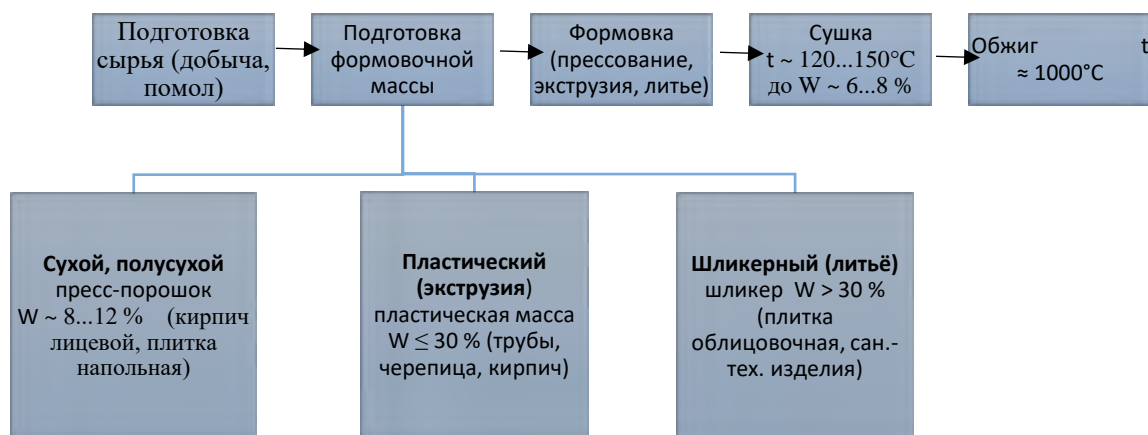 Подготовка
сырья (добыча,
помол)
Подготовка
формовочной
массы
Формовка
(прессование,
экструзия, литье)
Сушка
t ~ 120...150°C
до W ~ 6...8 %
Обжиг t
≈ 1000°C
Сухой, полусухой
пресс-порошок
W ~ 8...12 % (кирпич
лицевой, плитка
напольная)
Пластический
(экструзия)
пластическая масса
W ≤ 30 % (трубы,
черепица, кирпич)
Шликерный (литьё)
шликер W > 30 %
(плитка
облицовочная, сан.-
тех. изделия)